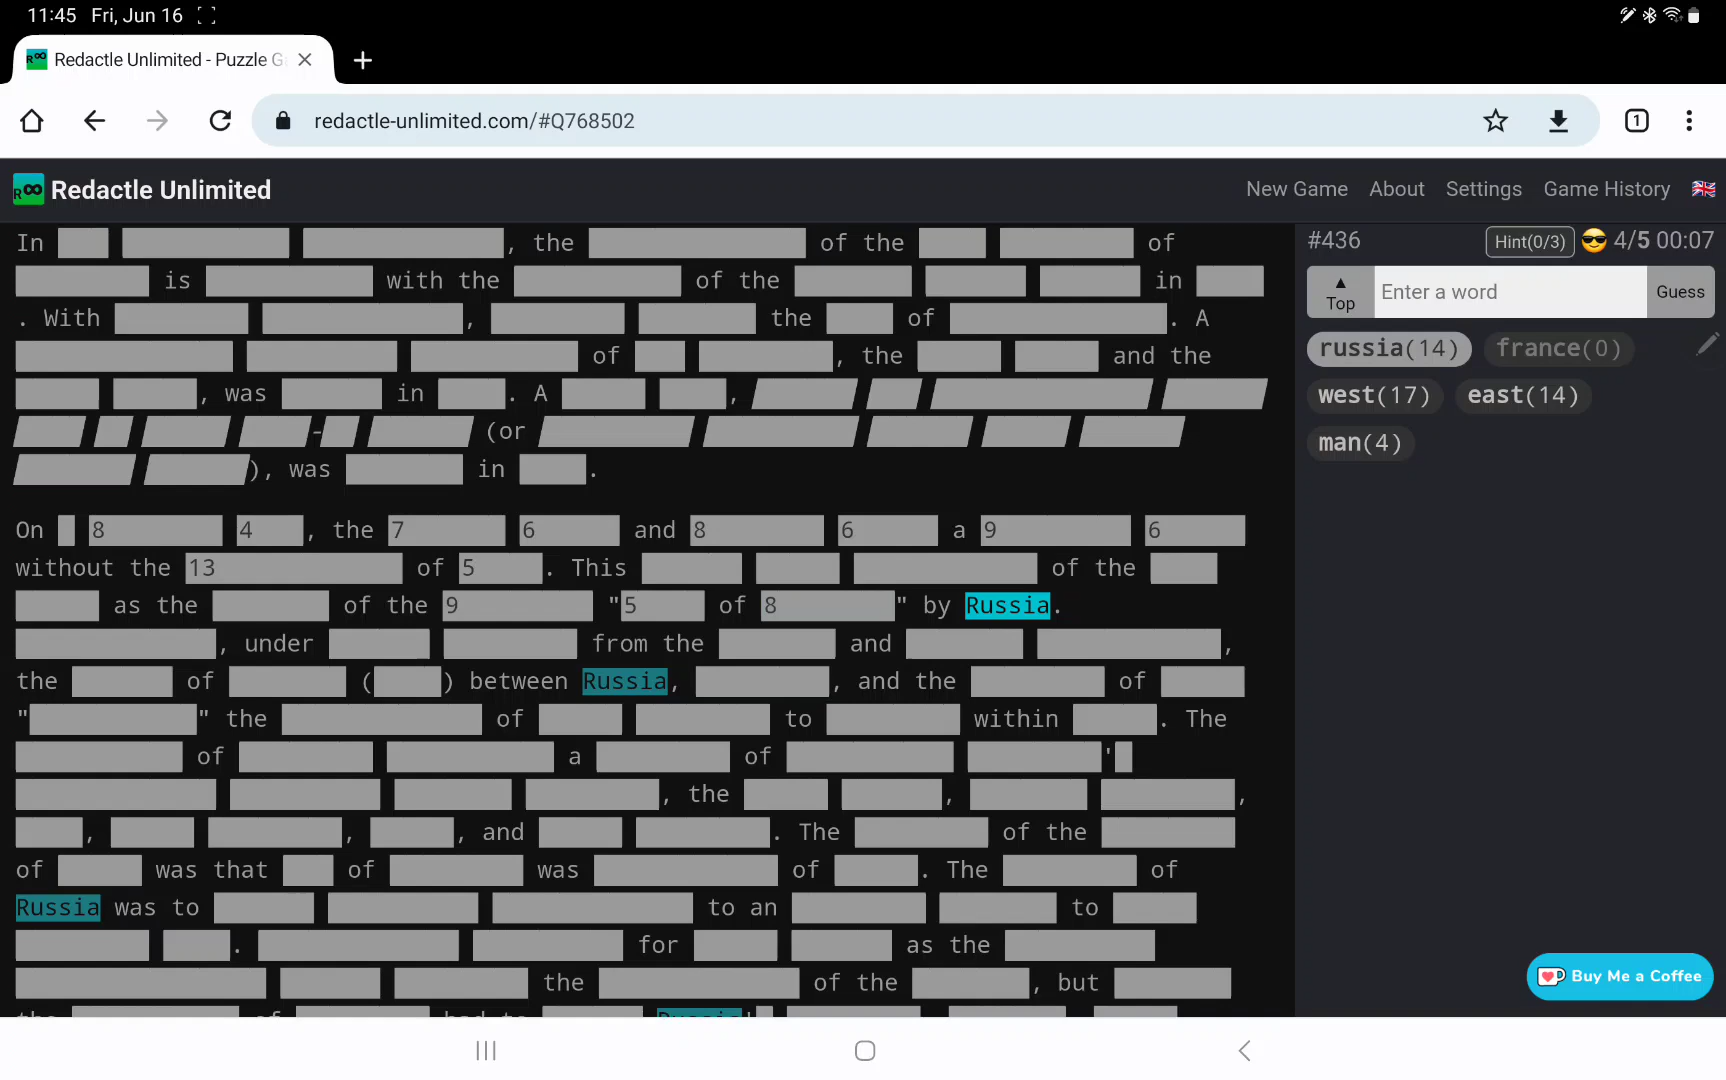 11:45 Fri, Jun 16
Redactle Unlimited - Puzzle G
redactle-unlimited.com/#Q768502
1
R∞ Redactle Unlimited
New Game About Settings Game History
In , the of the of
is with the of the in
. With , the of . A
of , the and the
, was in . A ,
- (or
), was in .
On 8 4 , the 7 6 and 8 6 a 9 6
without the 13 of 5 . This of the
as the of the 9 "5 of 8 " by Russia.
, under from the and ,
the of ( ) between Russia, , and the of
" " the of to within . The
of a of '
, the , ,
, , , and . The of the
of was that of was of . The of
Russia was to to an to
. for as the
the of the , but
#436 Hint(0/3) 4/5 00:07
▲ Top Enter a word Guess
russia(14) france(0)
west(17) east(14)
man(4)
Buy Me a Coffee